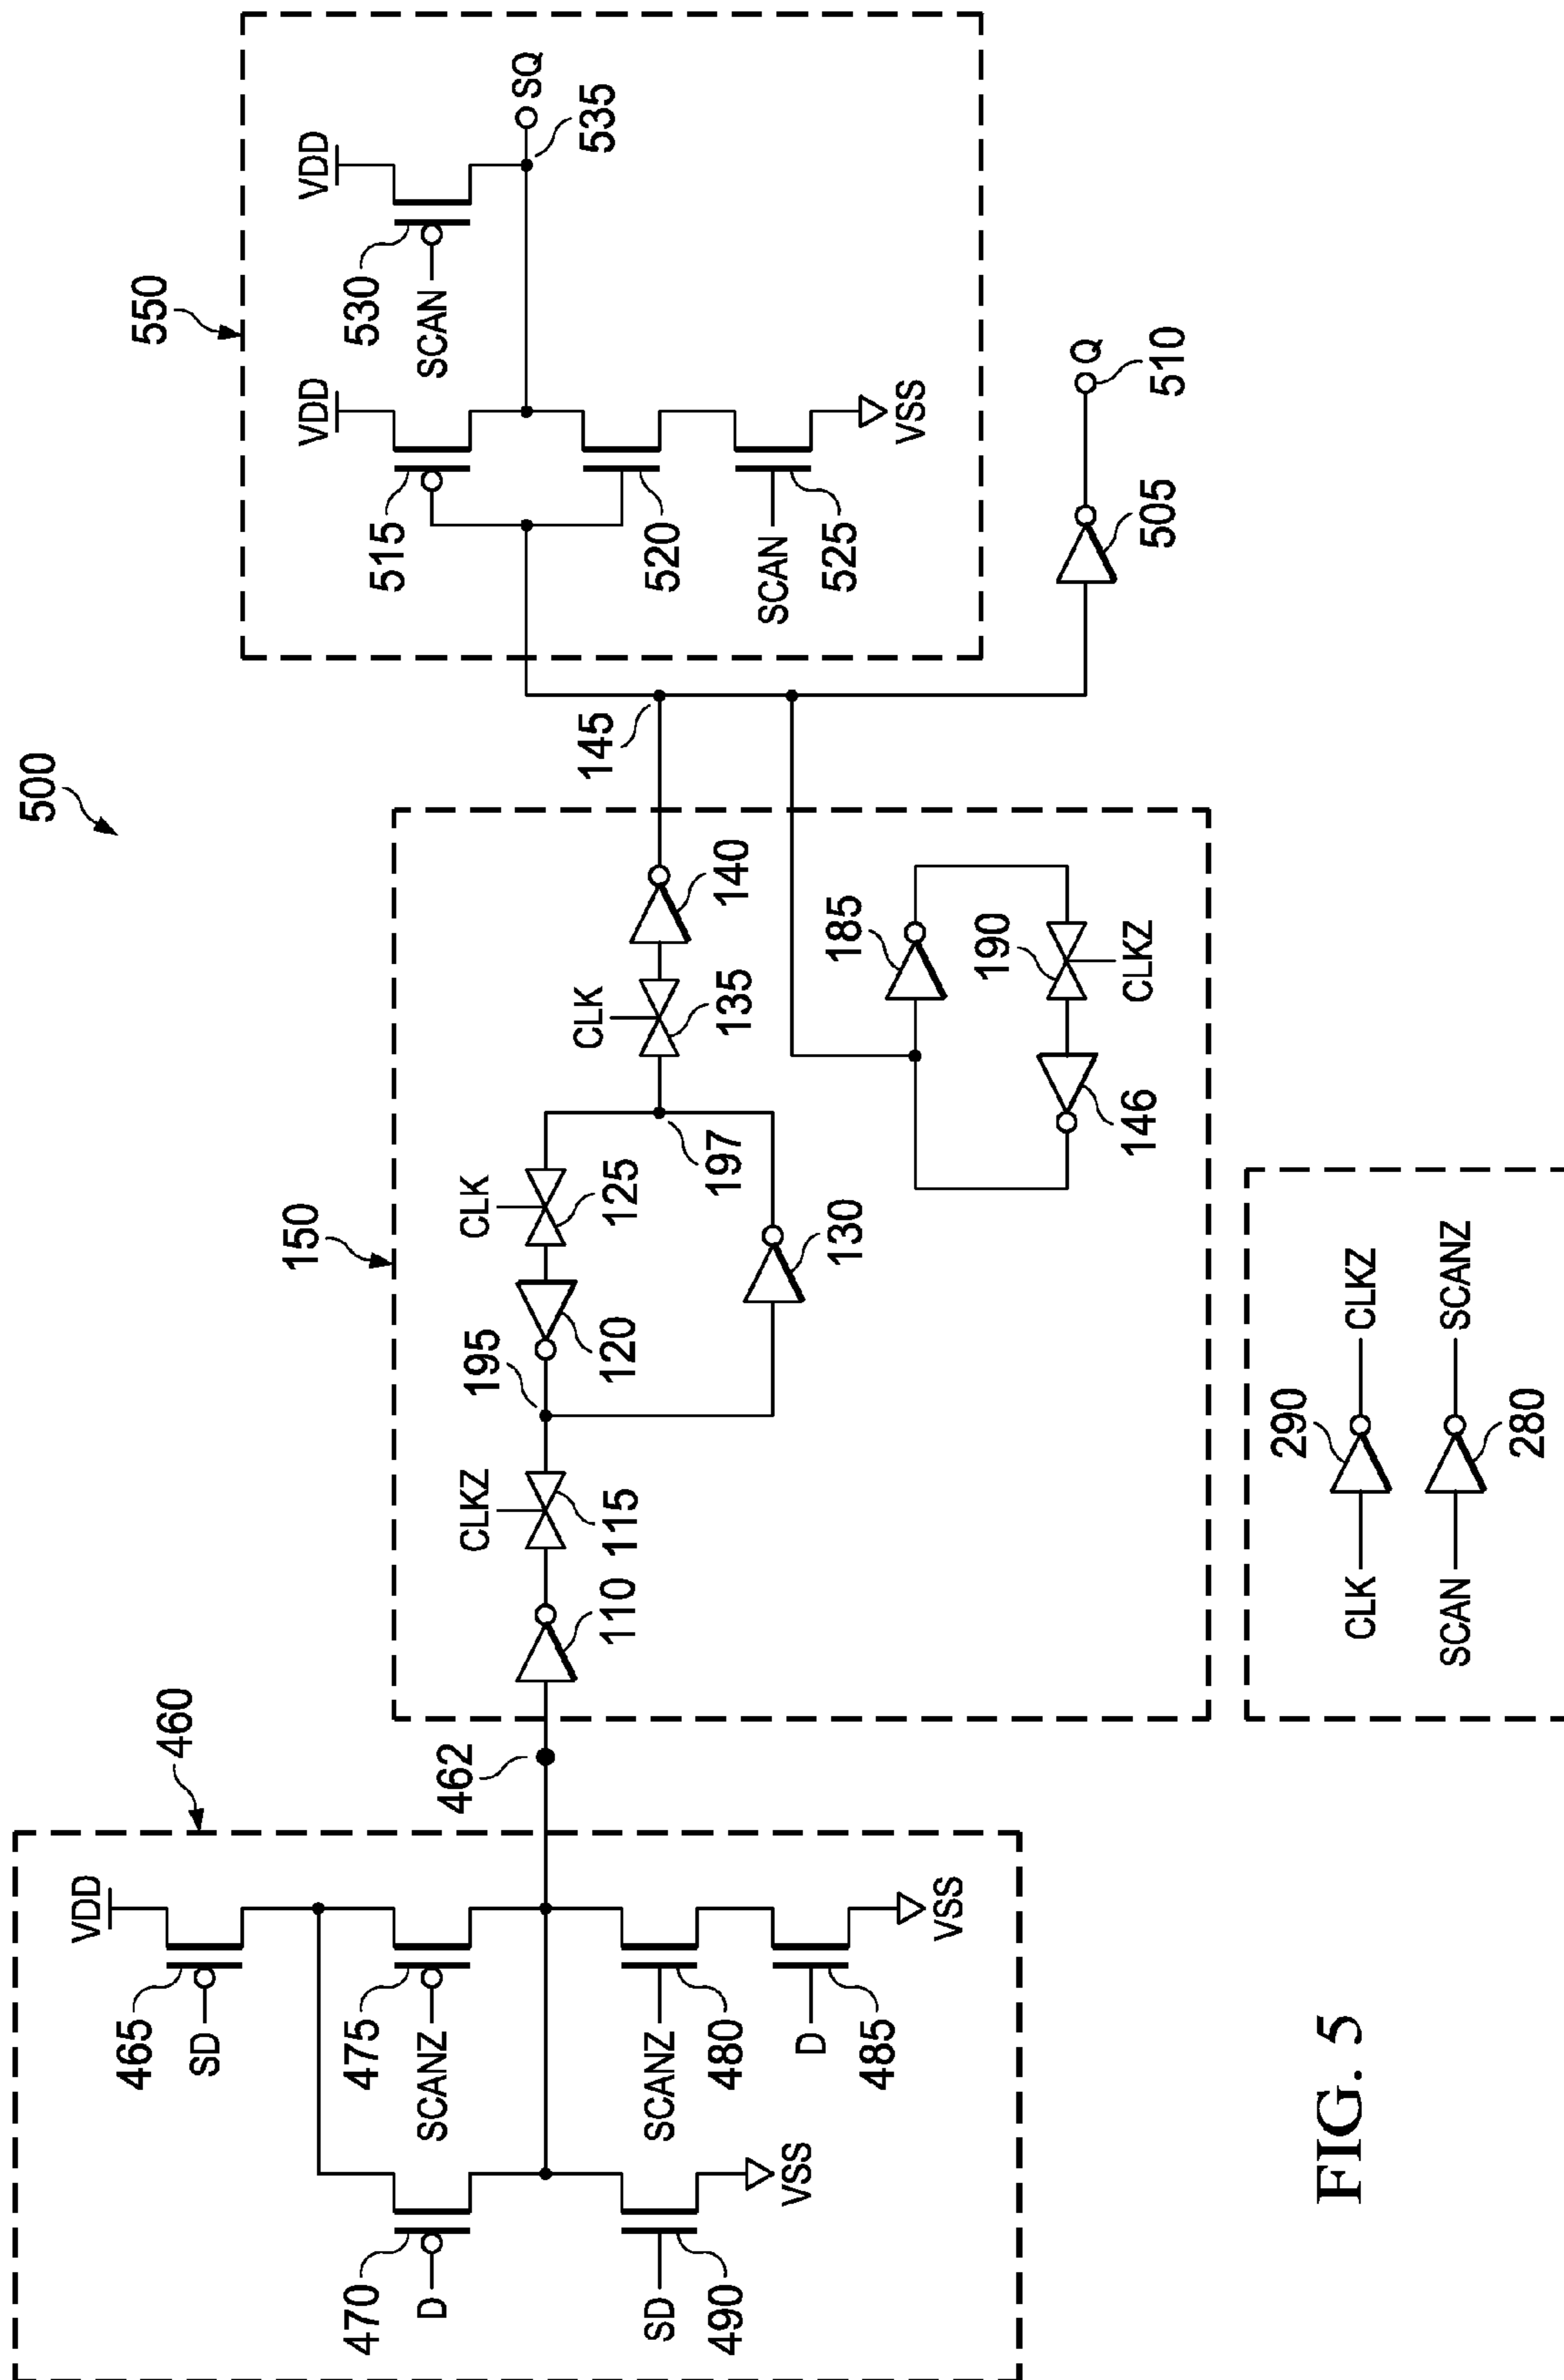 500
460
VDD
465
SD
470
D
475
SCANZ
SCANZ
480
SD
490
VSS
D
485
VSS
462
150
110
CLKZ
115
195
120
CLK
125
130
197
CLK
135
140
145
185
190
CLKZ
146
550
VDD
515
VDD
530
SCAN
520
SCAN
525
VSS
SQ
535
505
Q
510
CLK
290
CLKZ
SCAN
280
SCANZ
FIG. 5